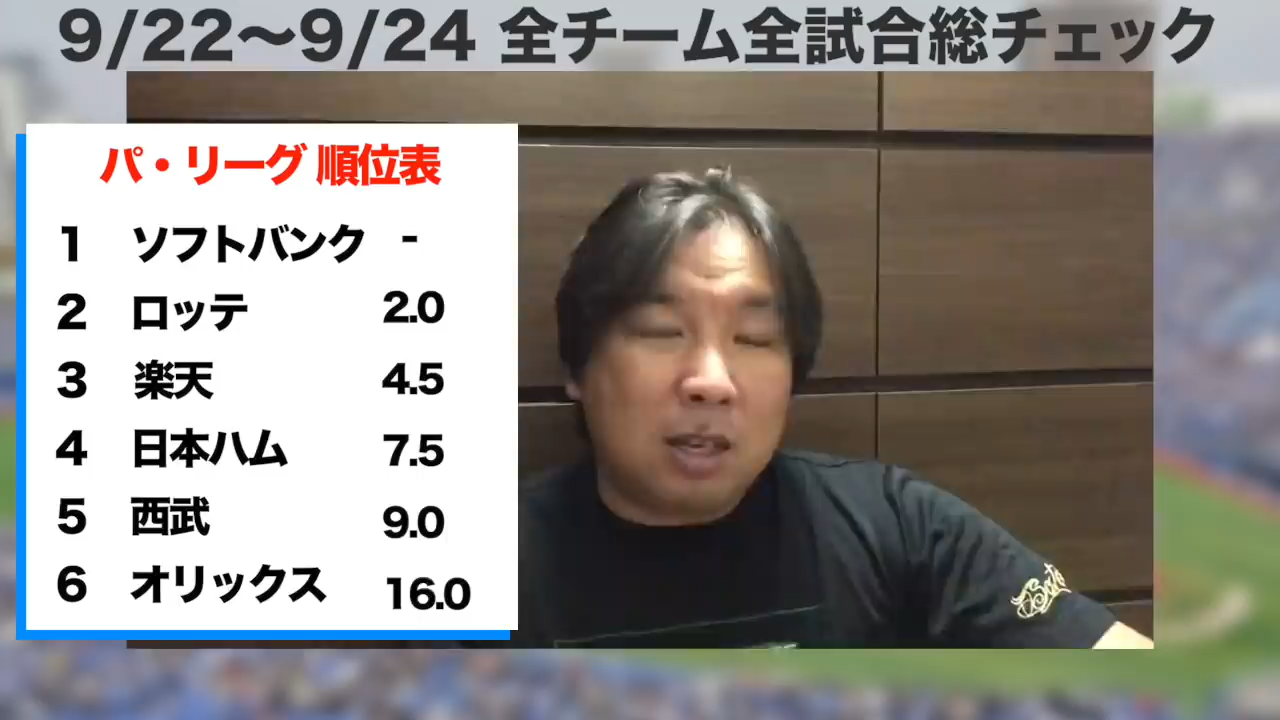 9/22〜9/24 全チーム全試合総チェック
パ・リーグ 順位表
1 ソフトバンク -
2 ロッテ 2.0
3 楽天 4.5
4 日本ハム 7.5
5 西武 9.0
6 オリックス 16.0